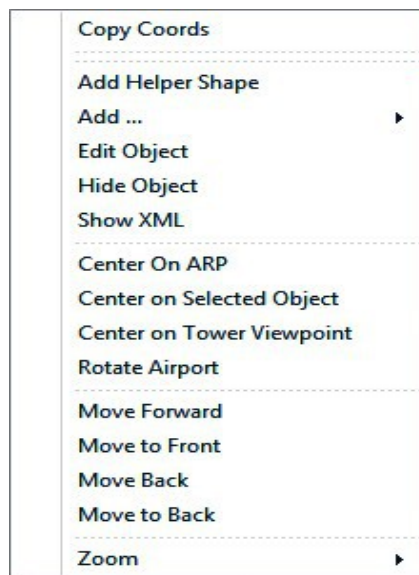 Copy Coords
Add Helper Shape
Add ...
Edit Object
Hide Object
Show XML
Center On ARP
Center on Selected Object
Center on Tower Viewpoint
Rotate Airport
Move Forward
Move to Front
Move Back
Move to Back
Zoom